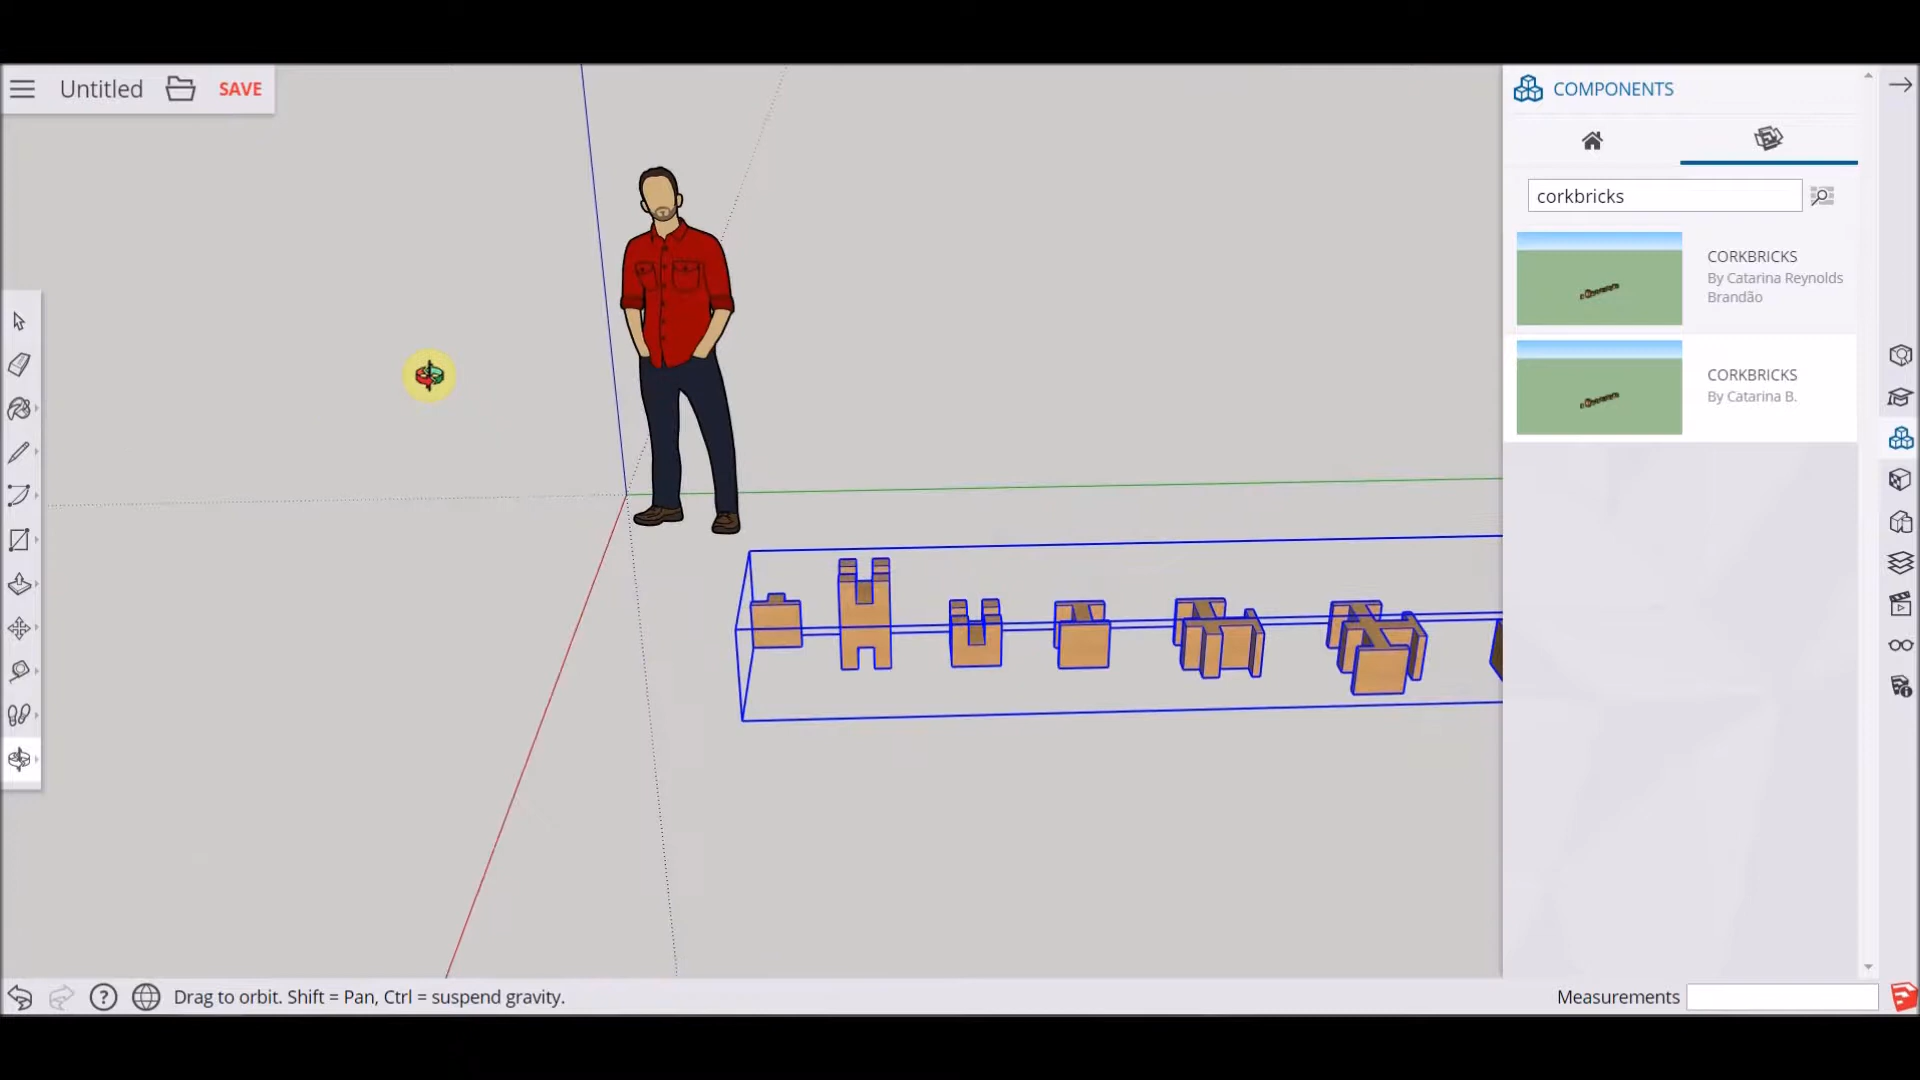 Untitled
SAVE
COMPONENTS
corkbricks
CORKBRICKS
By Catarina Reynolds
Brandão
CORKBRICKS
By Catarina B.
Drag to orbit. Shift = Pan, Ctrl = suspend gravity.
Measurements